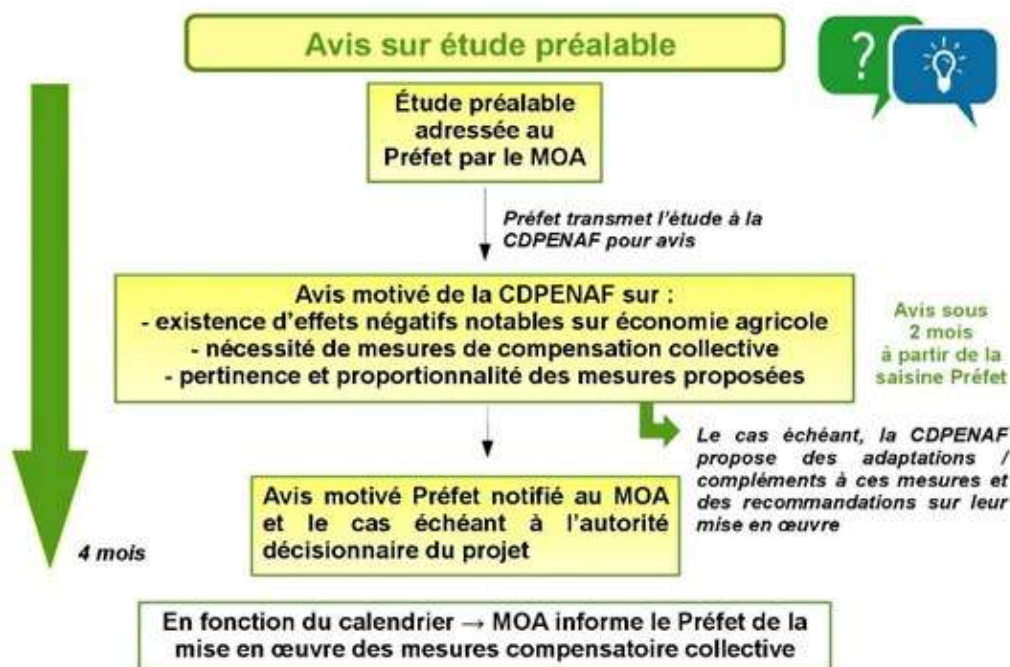 Avis sur étude préalable
?
Étude préalable
adressée au
Préfet par le MOA
Préfet transmet l'étude à la
CDPENAF pour avis
Avis motivé de la CDPENAF sur :
- existence d'effets négatifs notables sur économie agricole
- nécessité de mesures de compensation collective
- pertinence et proportionnalité des mesures proposées
Avis sous
2 mois
à partir de la
saisine Préfet
Le cas échéant, la CDPENAF
propose des adaptations /
compléments à ces mesures et
des recommandations sur leur
mise en œuvre
Avis motivé Préfet notifié au MOA
et le cas échéant à l'autorité
décisionnaire du projet
4 mois
En fonction du calendrier → MOA informe le Préfet de la
mise en œuvre des mesures compensatoire collective